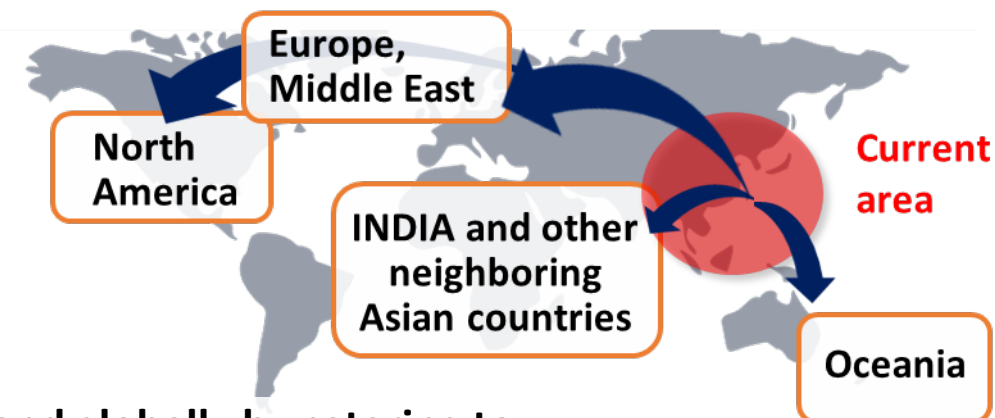 Europe,
Middle East
North
America
Current
area
INDIA and other
neighboring
Asian countries
Oceania